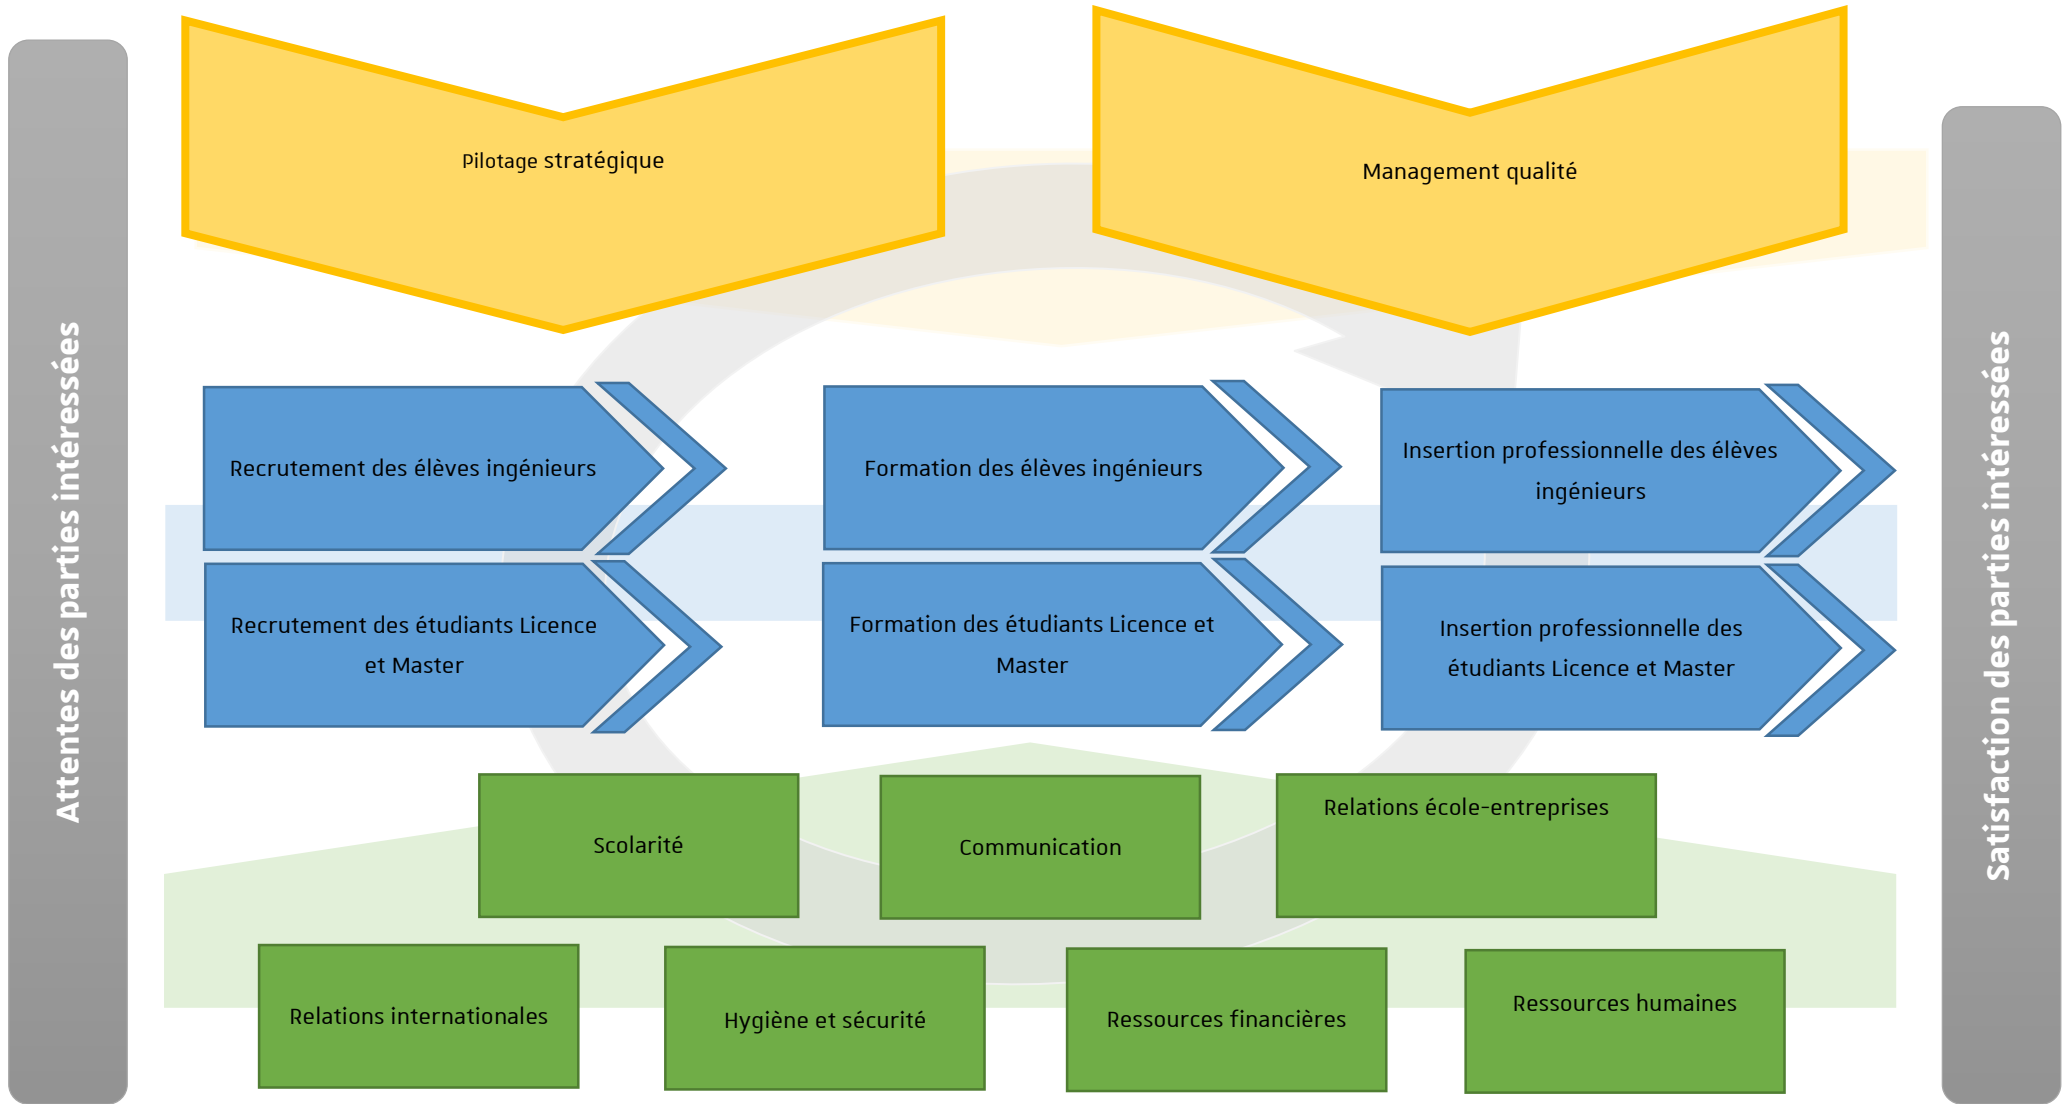 Attentes des parties intéressées
Pilotage stratégique
Management qualité
Recrutement des élèves ingénieurs
Formation des élèves ingénieurs
Insertion professionnelle des élèves
ingénieurs
Recrutement des étudiants Licence
et Master
Formation des étudiants Licence et
Master
Insertion professionnelle des
étudiants Licence et Master
Scolarité
Communication
Relations école-entreprises
Relations internationales
Hygiène et sécurité
Ressources financières
Ressources humaines
Satisfaction des parties intéressées